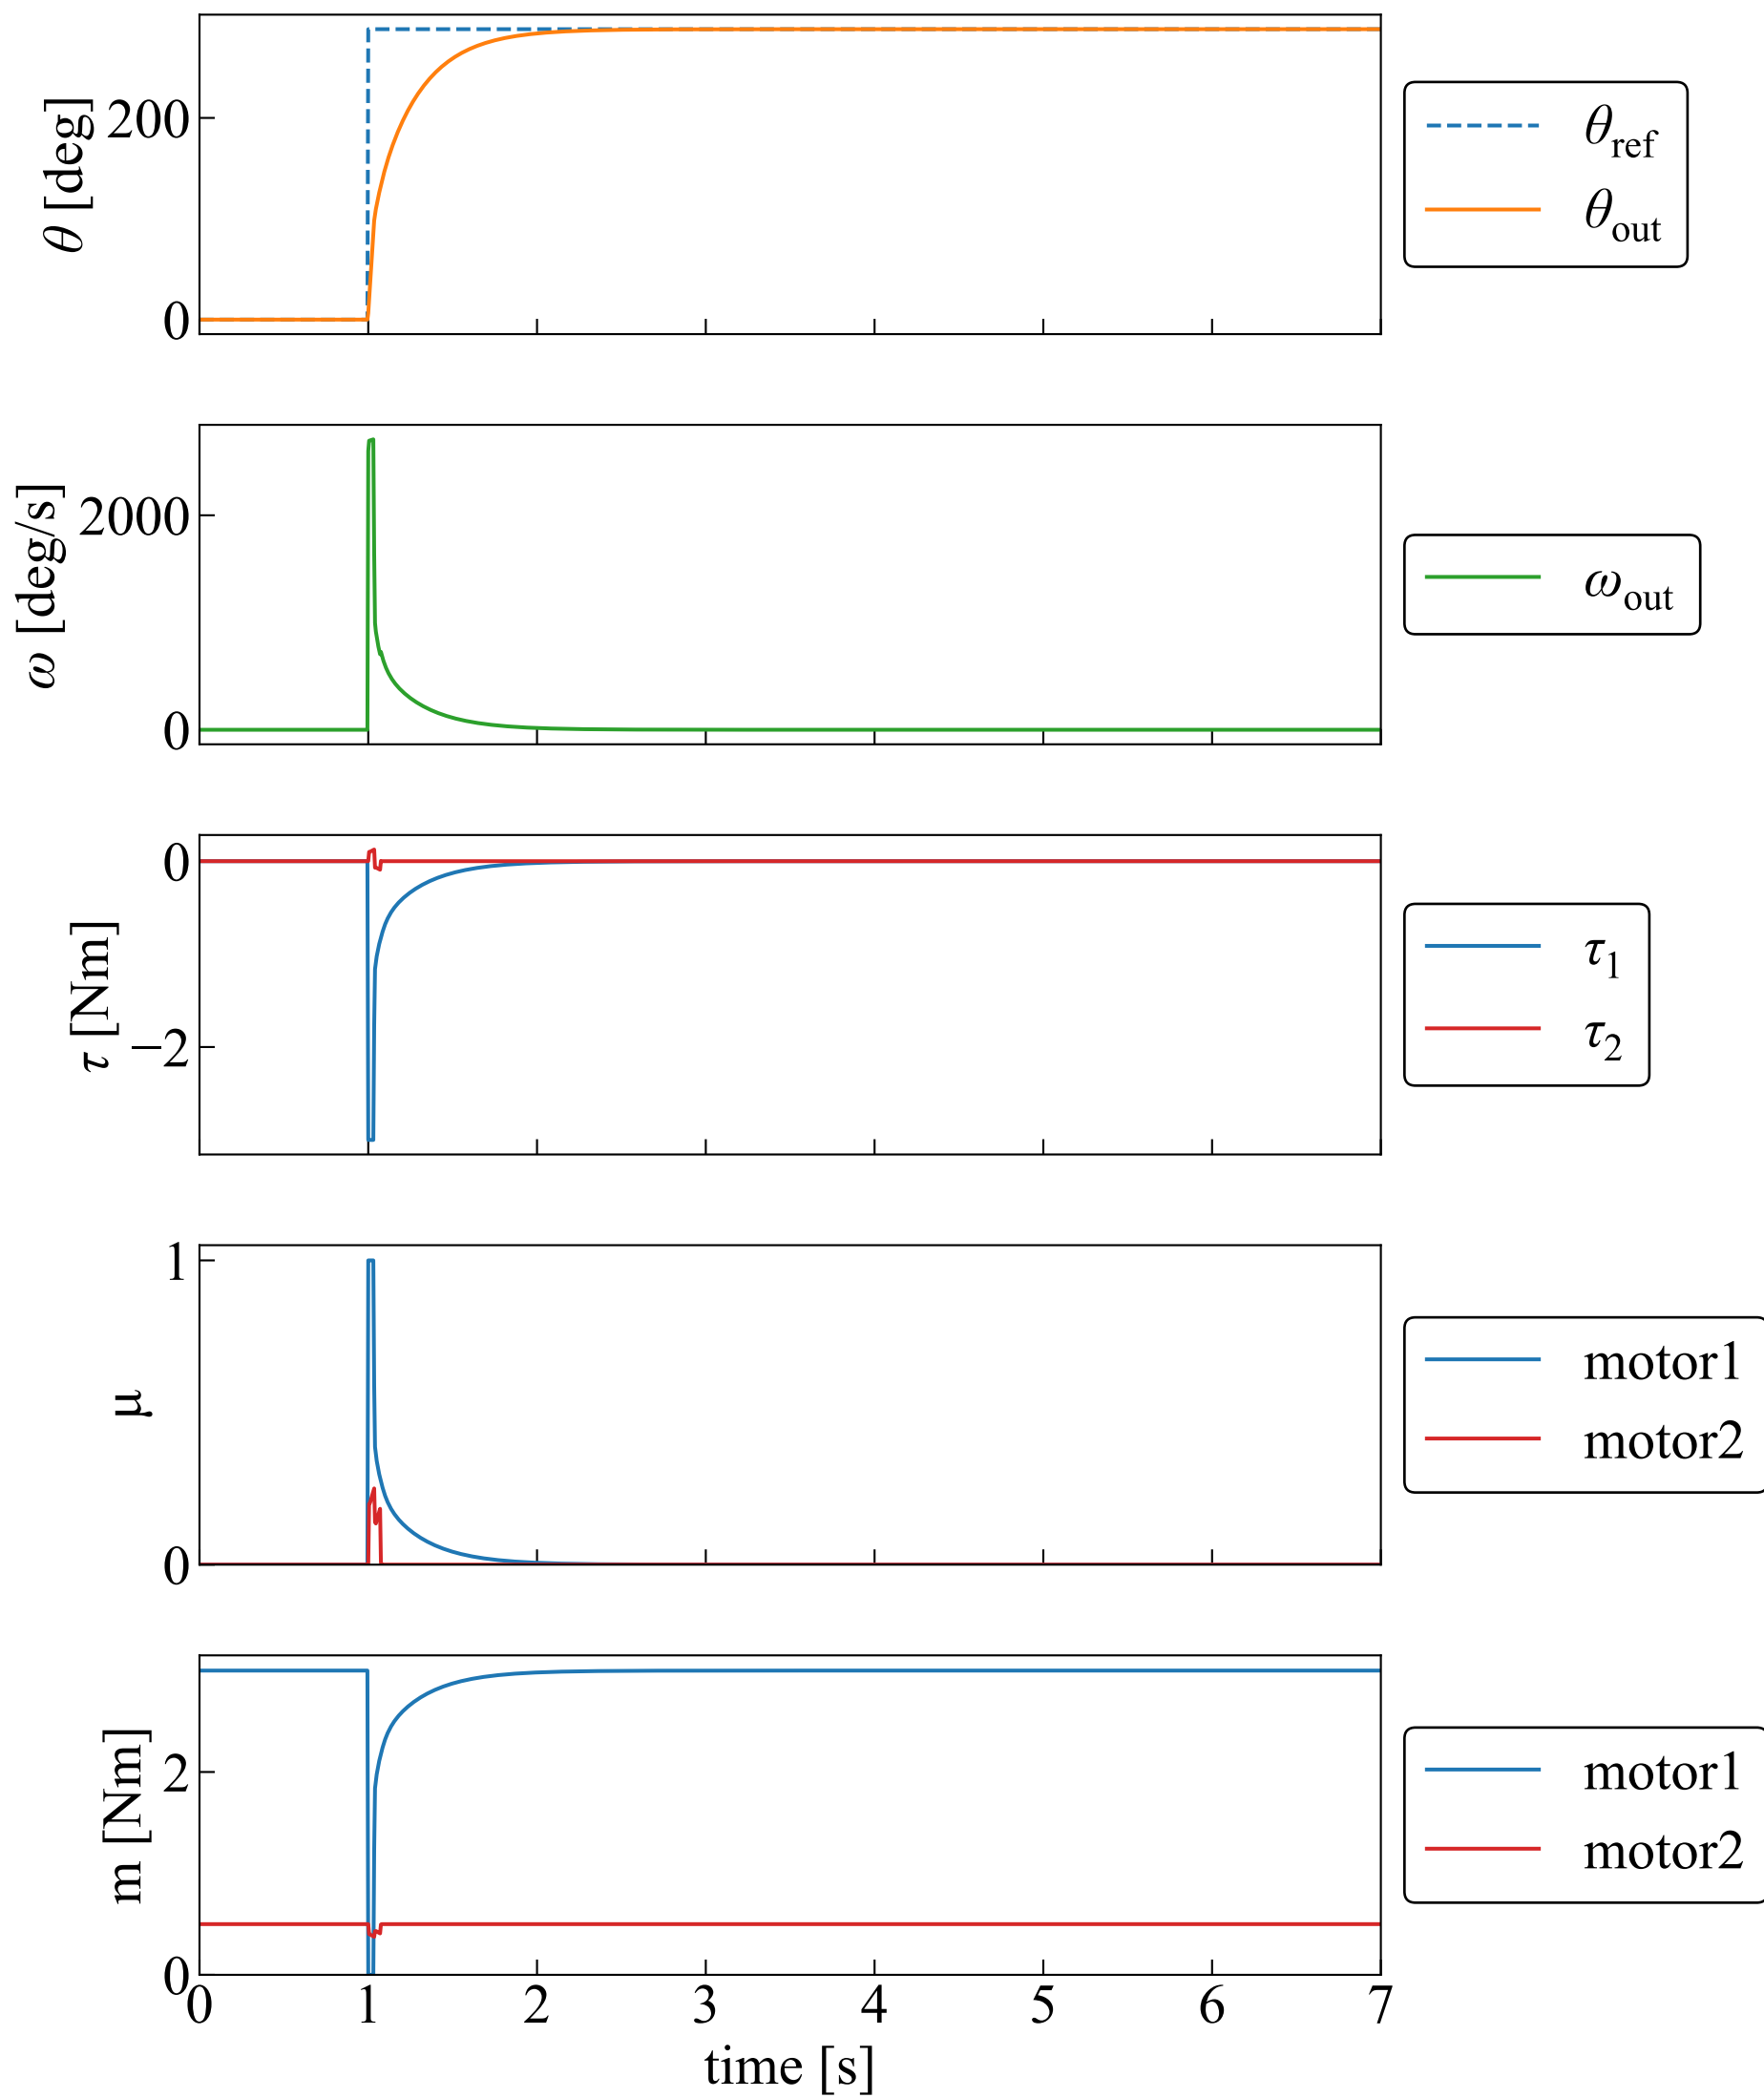 θ [deg]
200
0
θref
θout
ω [deg/s]
2000
0
ωout
τ [Nm]
0
−2
τ1
τ2
μ
1
0
motor1
motor2
m [Nm]
2
0
motor1
motor2
0 1 2 3 4 5 6 7
time [s]